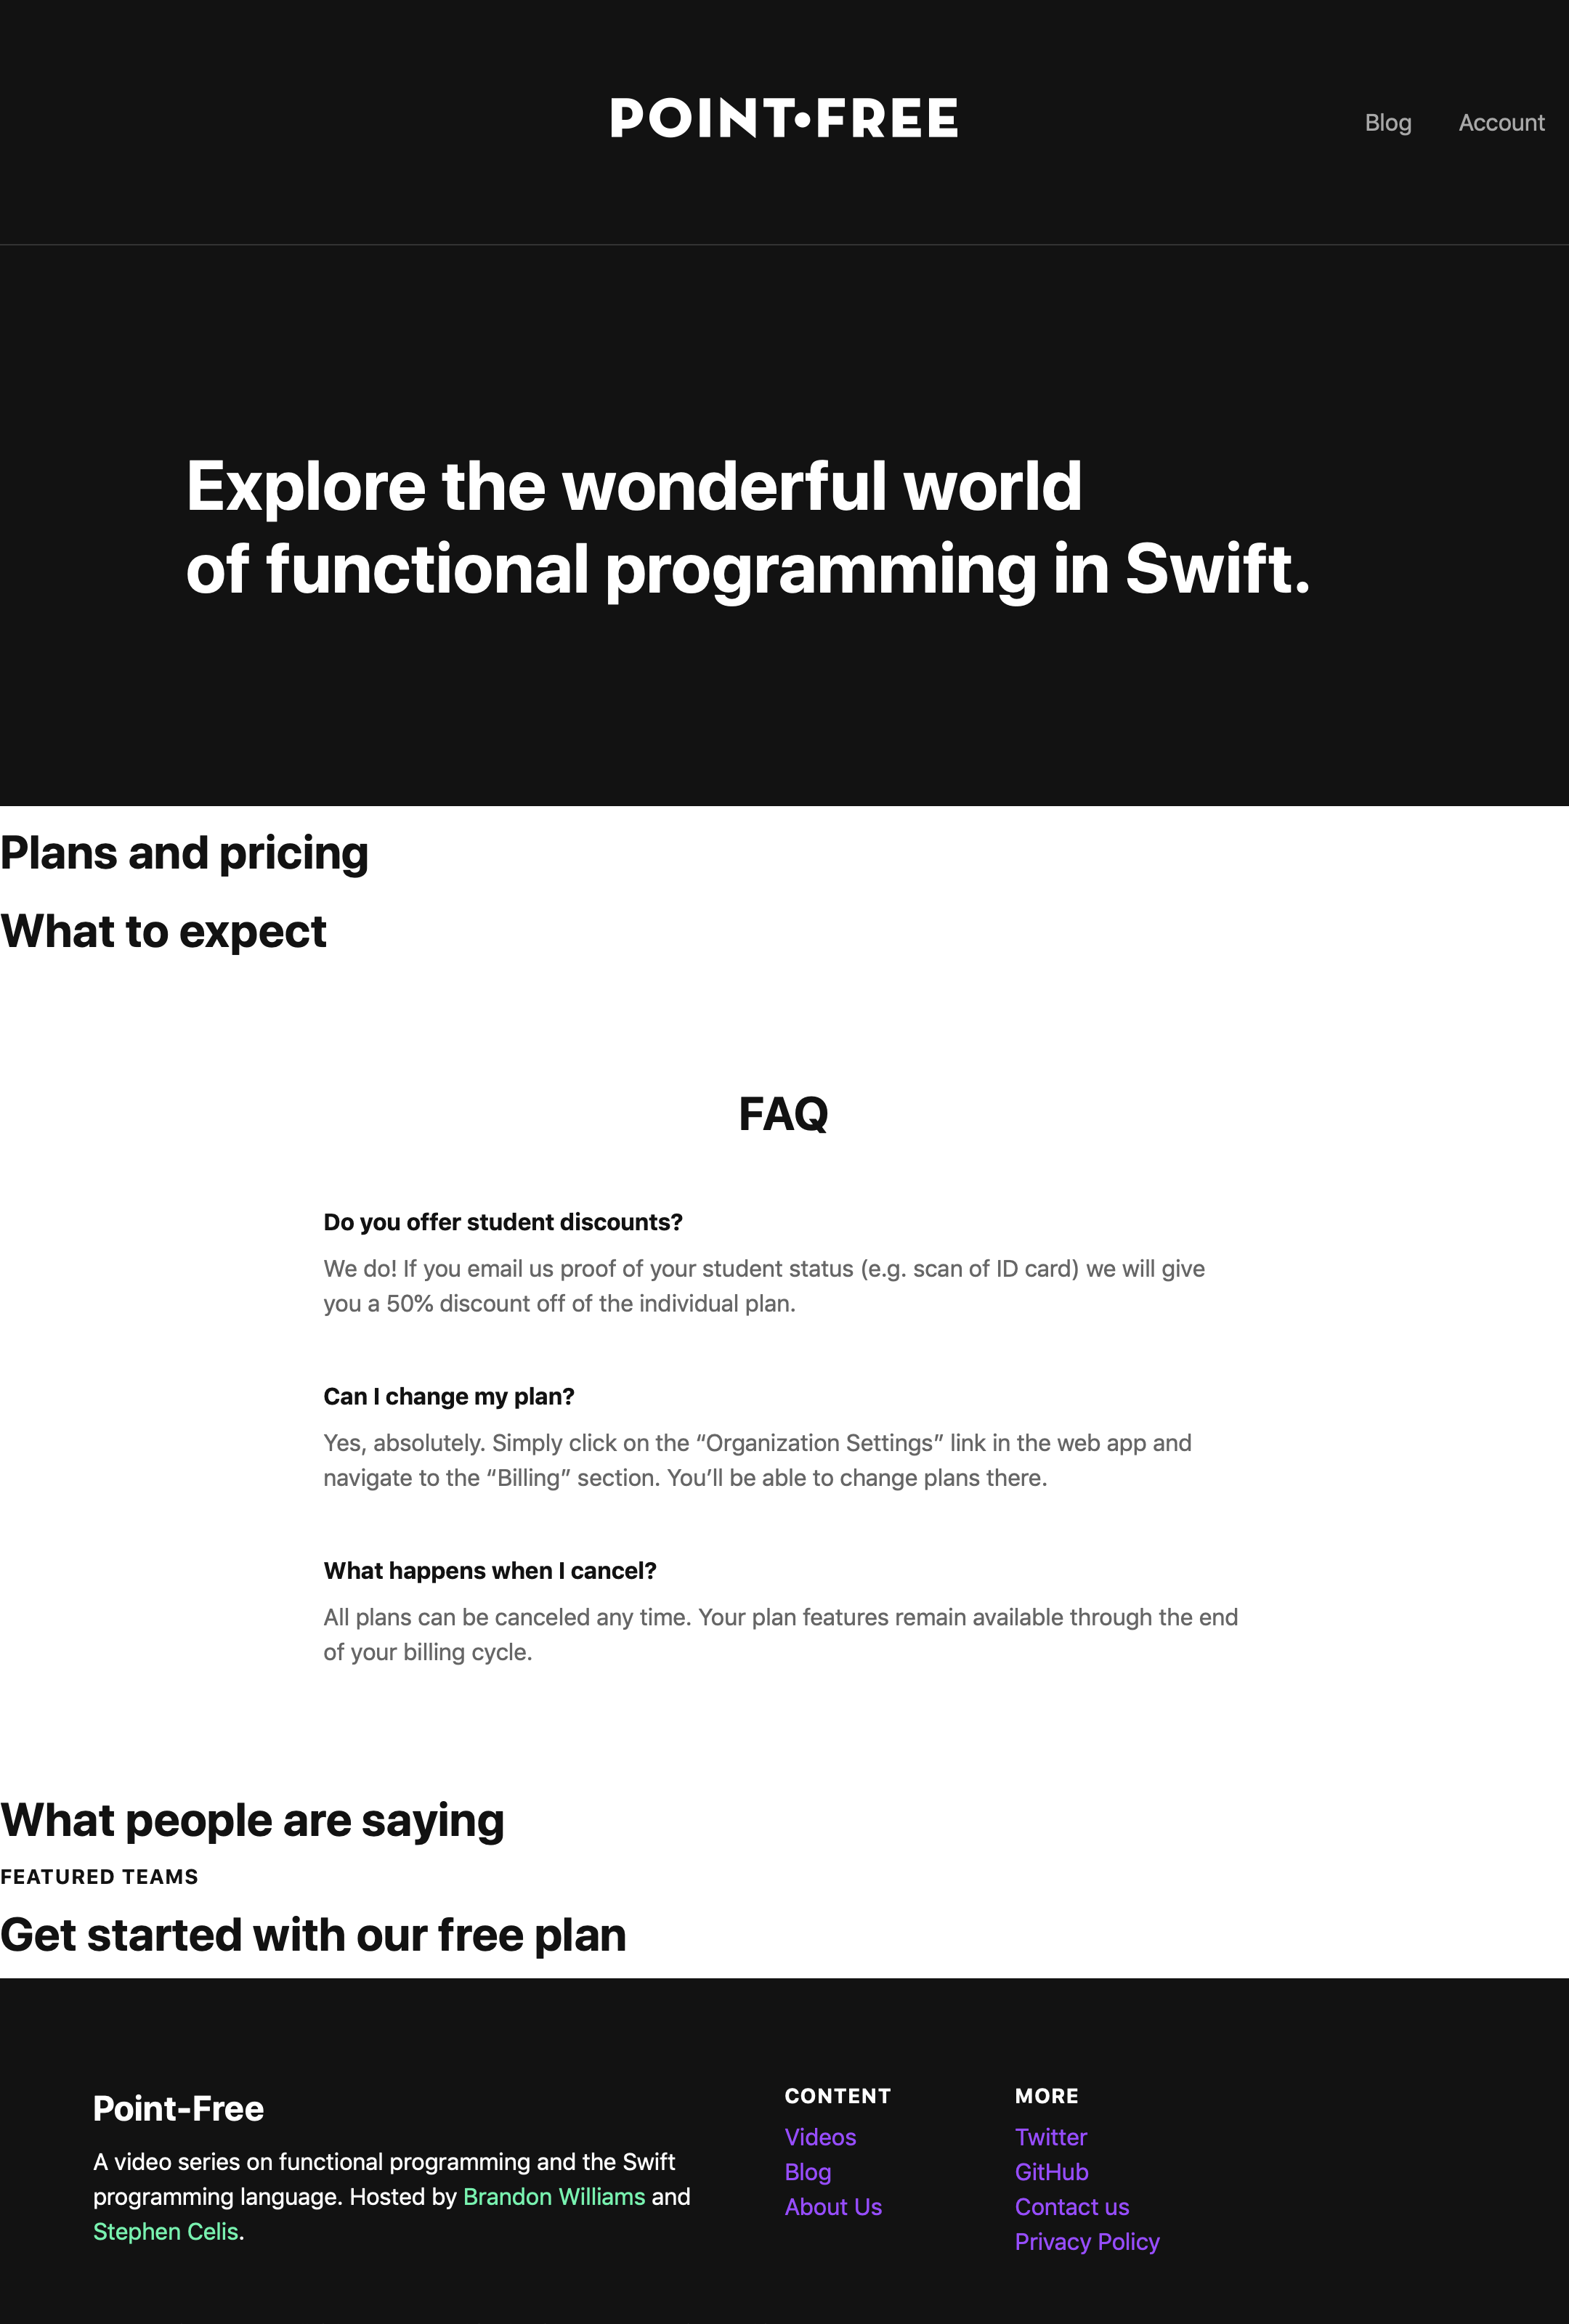 POINT•FREE
Blog
Account
Explore the wonderful world
of functional programming in Swift.
Plans and pricing
What to expect
FAQ
Do you offer student discounts?
We do! If you email us proof of your student status (e.g. scan of ID card) we will give
you a 50% discount off of the individual plan.
Can I change my plan?
Yes, absolutely. Simply click on the “Organization Settings” link in the web app and
navigate to the “Billing” section. You’ll be able to change plans there.
What happens when I cancel?
All plans can be canceled any time. Your plan features remain available through the end
of your billing cycle.
What people are saying
FEATURED TEAMS
Get started with our free plan
Point-Free
A video series on functional programming and the Swift
programming language. Hosted by Brandon Williams and
Stephen Celis.
CONTENT
Videos
Blog
About Us
MORE
Twitter
GitHub
Contact us
Privacy Policy